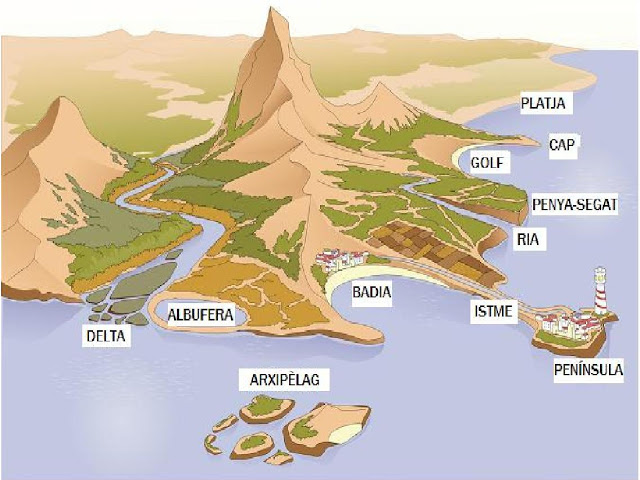 PLATJA
CAP
GOLF
PENYA-SEGAT
RIA
BADIA
ISTME
ALBUFERA
DELTA
PENÍNSULA
ARXIPÈLAG